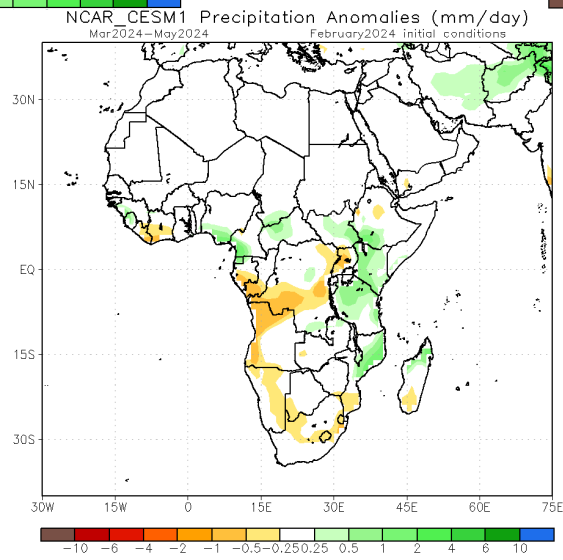 NCAR_CESM1 Precipitation Anomalies (mm/day)
Mar2024−May2024 February2024 initial conditions
30N
15N
EQ
15S
30S
30W 15W 0 15E 30E 45E 60E 75E
−10 −6 −4 −2 −1 −0.5 −0.25 0.25 0.5 1 2 4 6 10